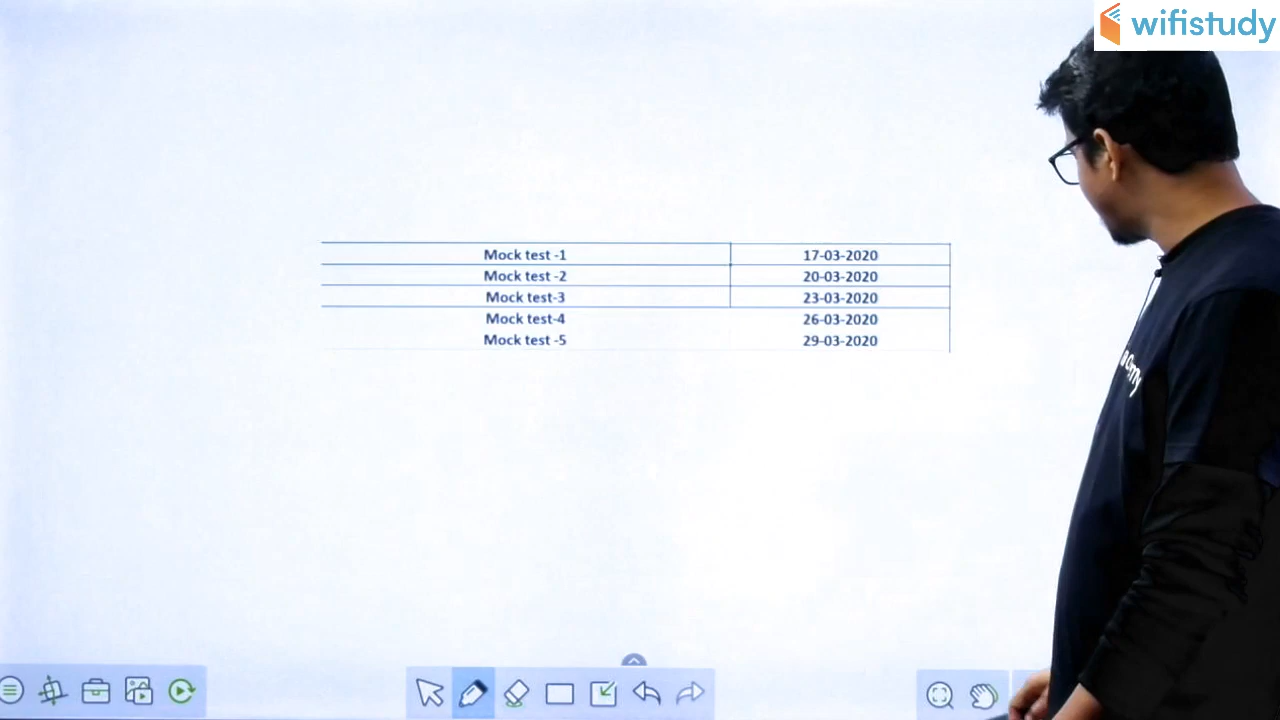 wifistudy
Mock test -1 17-03-2020
Mock test -2 20-03-2020
Mock test-3 23-03-2020
Mock test-4 26-03-2020
Mock test -5 29-03-2020